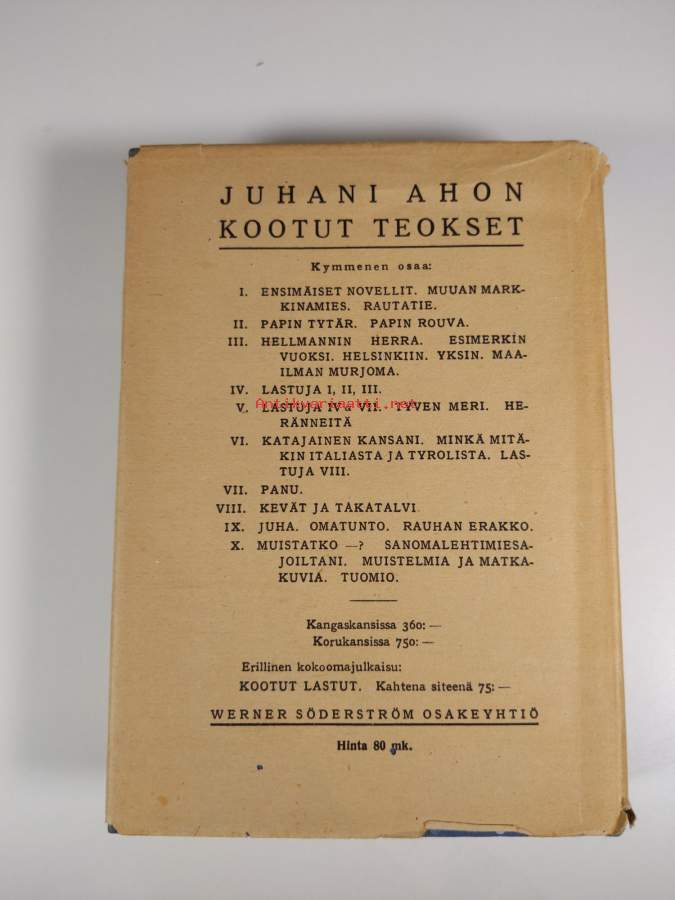 JUHANI AHON
KOOTUT TEOKSET
Kymmenen osaa:
I. ENSIMÄISET NOVELLIT. MUUAN MARK-
KINAMIES. RAUTATIE.
II. PAPIN TYTÄR. PAPIN ROUVA.
III. HELLMANNIN HERRA. ESIMERKIN
VUOKSI. HELSINKIIN. YKSIN. MAA-
ILMAN MURJOMA.
IV. LASTUJA I, II, III.
Antikvariaatti.net
V. LASTUJA IV—VII. TYVEN MERI. HE-
RÄNNEITÄ
VI. KATAJAINEN KANSANI. MINKÄ MITÄ-
KIN ITALIASTA JA TYROLISTA. LAS-
TUJA VIII.
VII. PANU.
VIII. KEVÄT JA TAKATALVI
IX. JUHA. OMATUNTO. RAUHAN ERAKKO.
X. MUISTATKO —? SANOMALEHTIMIESA-
JOILTANI. MUISTELMIA JA MATKA-
KUVIA. TUOMIO.
Kangaskansissa 360: —
Korukansissa 750: —
Erillinen kokoomajulkaisu:
KOOTUT LASTUT. Kahtena siteenä 75: —
WERNER SÖDERSTRÖM OSAKEYHTIÖ
Hinta 80 mk.